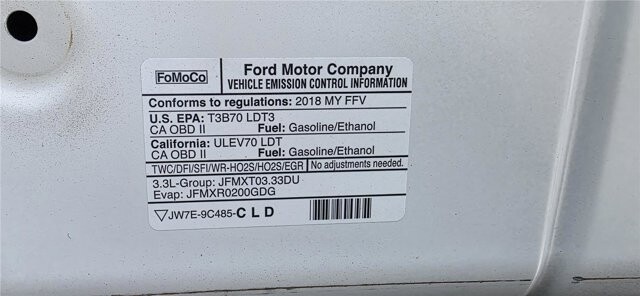 FoMoCo
Ford Motor Company
VEHICLE EMISSION CONTROL INFORMATION
Conforms to regulations: 2018 MY FFV
U.S. EPA: T3B70 LDT3
CA OBD II Fuel: Gasoline/Ethanol
California: ULEV70 LDT
CA OBD II Fuel: Gasoline/Ethanol
TWC/DFI/SFI/WR-HO2S/HO2S/EGR No adjustments needed.
3.3L-Group: JFMXT03.33DU
Evap: JFMXR0200GDG
JW7E-9C485-CLD